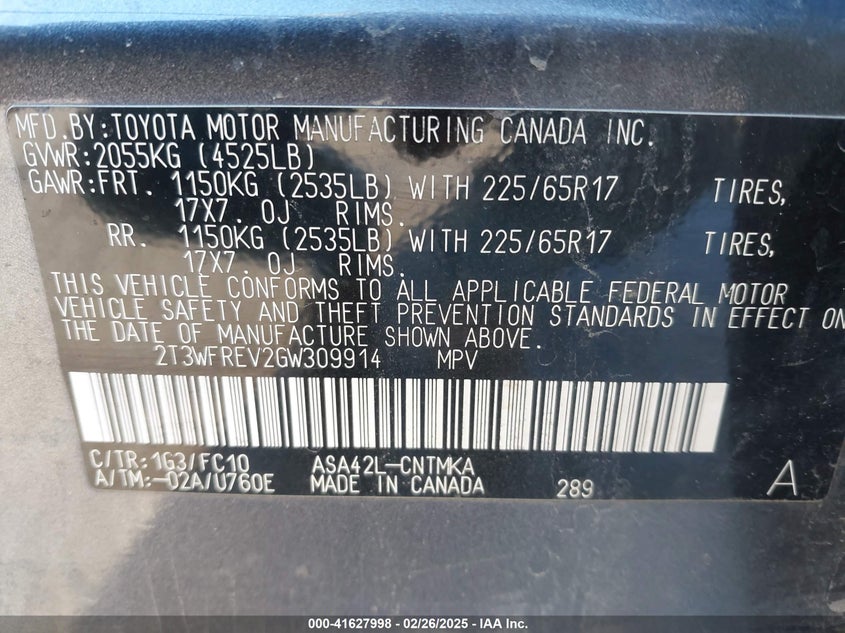 MFD.BY:TOYOTA MOTOR MANUFACTURING CANADA INC.
GVWR:2055KG (4525LB)
GAWR:FRT. 1150KG (2535LB) WITH 225/65R17 TIRES,
17X7. 0J RIMS.
RR. 1150KG (2535LB) WITH 225/65R17 TIRES,
17X7. 0J RIMS.
THIS VEHICLE CONFORMS TO ALL APPLICABLE FEDERAL MOTOR
VEHICLE SAFETY AND THEFT PREVENTION STANDARDS IN EFFECT ON
THE DATE OF MANUFACTURE SHOWN ABOVE.
2T3WFREV2GW309914 MPV
C/TR:1G3/FC10 ASA42L-CNTMKA
A/TM:-02A/U760E MADE IN CANADA 289 A
000-41627998 - 02/26/2025 - IAA Inc.